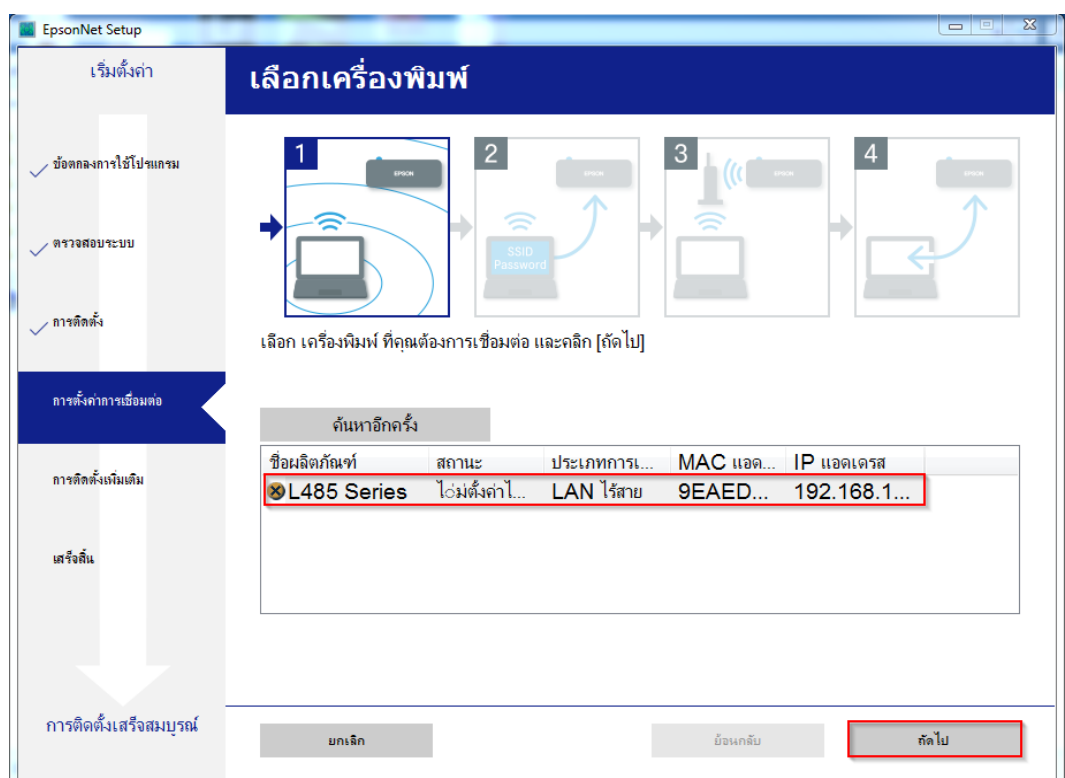 EpsonNet Setup
เริ่มตั้งค่า
ข้อตกลงการใช้โปรแกรม
ตรวจสอบระบบ
การติดตั้ง
การตั้งค่าการเชื่อมต่อ
การติดตั้งเพิ่มเติม
เสร็จสิ้น
การติดตั้งเสร็จสมบูรณ์
เลือกเครื่องพิมพ์
1 2 3 4
EPSON EPSON EPSON EPSON
SSID
Password
เลือก เครื่องพิมพ์ ที่คุณต้องการเชื่อมต่อ และคลิก [ถัดไป]
ค้นหาอีกครั้ง
ชื่อผลิตภัณฑ์ สถานะ ประเภทการเ... MAC แอด... IP แอดเดรส
L485 Series ไ่ม่ตั้งค่าไ... LAN ไร้สาย 9EAED... 192.168.1...
ยกเลิก ย้อนกลับ ถัดไป